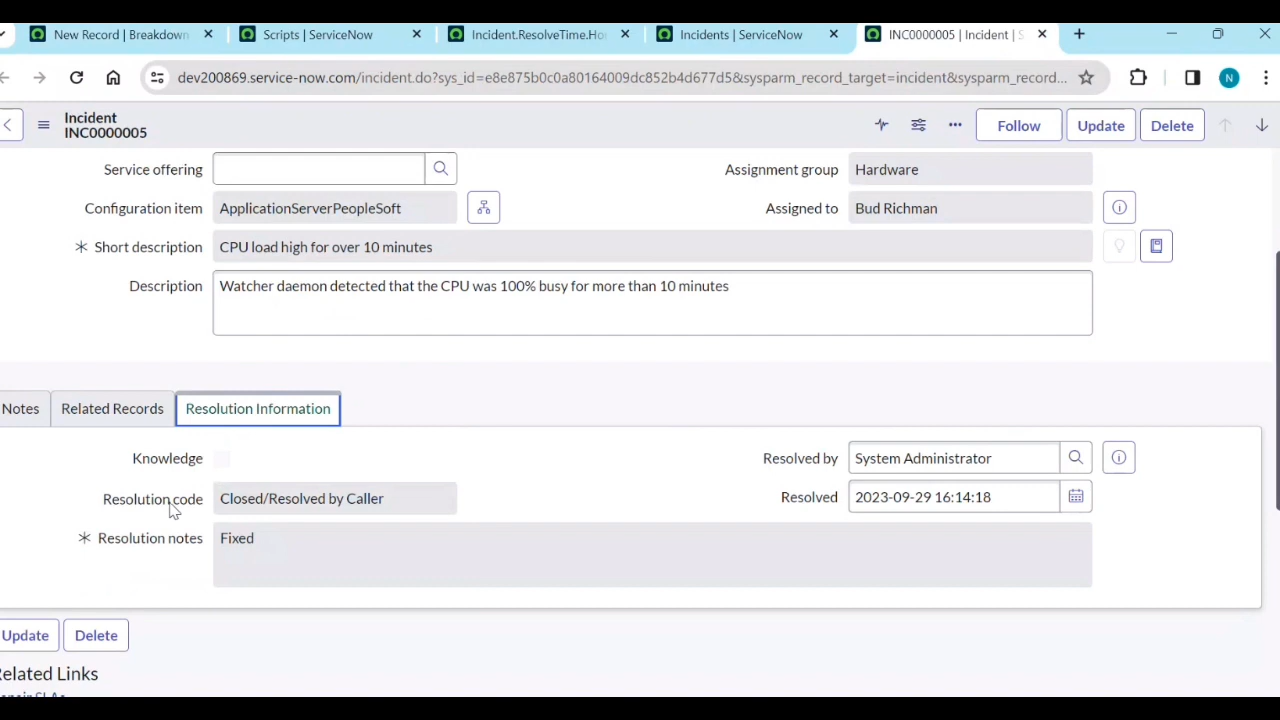 New Record | Breakdown
Scripts | ServiceNow
Incident.ResolveTime.Ho
Incidents | ServiceNow
INC0000005 | Incident | S
dev200869.service-now.com/incident.do?sys_id=e8e875b0c0a80164009dc852b4d677d5&sysparm_record_target=incident&sysparm_record...
N
Incident
INC0000005
Follow
Update
Delete
Service offering
Assignment group
Hardware
Configuration item
ApplicationServerPeopleSoft
Assigned to
Bud Richman
Short description
CPU load high for over 10 minutes
Description
Watcher daemon detected that the CPU was 100% busy for more than 10 minutes
Notes
Related Records
Resolution Information
Knowledge
Resolved by
System Administrator
Resolution code
Closed/Resolved by Caller
Resolved
2023-09-29 16:14:18
Resolution notes
Fixed
Update
Delete
elated Links